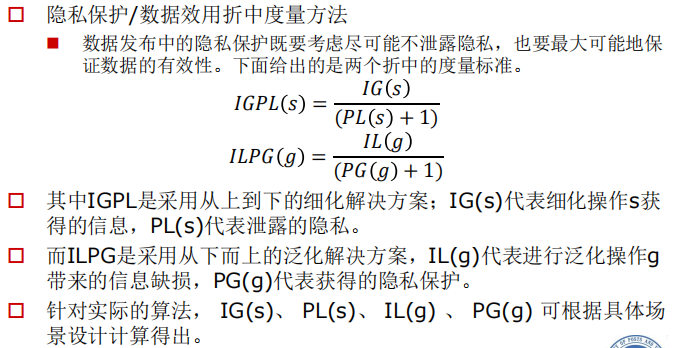 隐私保护/数据效用折中度量方法
数据发布中的隐私保护既要考虑尽可能不泄露隐私，也要最大可能地保
证数据的有效性。下面给出的是两个折中的度量标准。
IGPL(s) = IG(s) / (PL(s) + 1)
ILPG(g) = IL(g) / (PG(g) + 1)
其中IGPL是采用从上到下的细化解决方案；IG(s)代表细化操作s获
得的信息，PL(s)代表泄露的隐私。
而ILPG是采用从下而上的泛化解决方案，IL(g)代表进行泛化操作g
带来的信息缺损，PG(g)代表获得的隐私保护。
针对实际的算法， IG(s)、 PL(s)、 IL(g) 、 PG(g) 可根据具体场
景设计计算得出。
OF POSTS AND